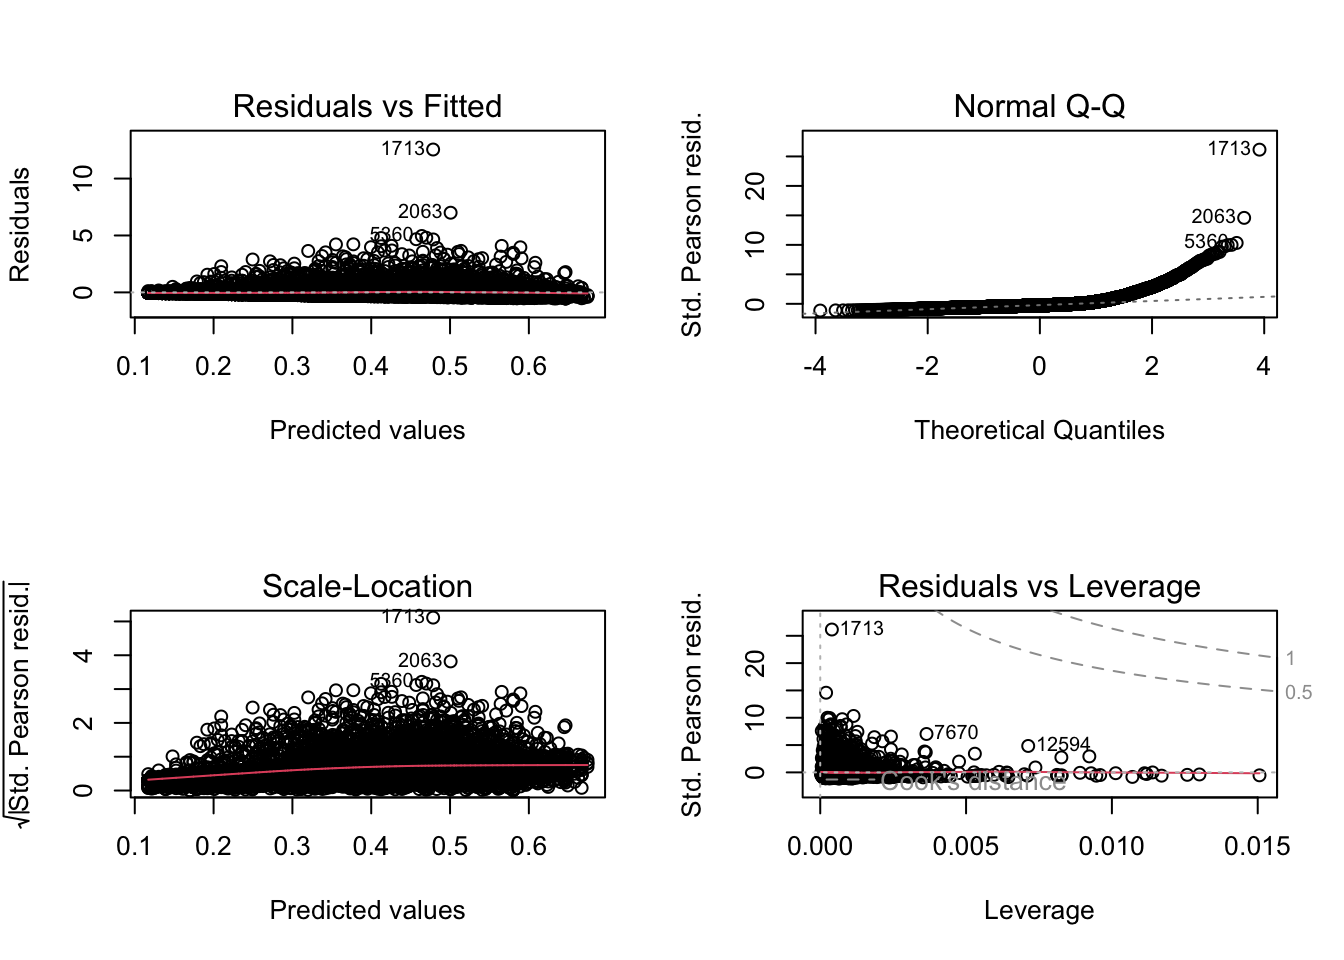 Residuals vs Fitted
Residuals
10
5
0
1713
2063
5360
0.1 0.2 0.3 0.4 0.5 0.6
Predicted values
Normal Q-Q
Std. Pearson resid.
20
10
0
1713
2063
5360
-4 -2 0 2 4
Theoretical Quantiles
Scale-Location
√|Std. Pearson resid.|
4
2
0
1713
2063
5360
0.1 0.2 0.3 0.4 0.5 0.6
Predicted values
Residuals vs Leverage
Std. Pearson resid.
20
10
0
1713
7670
12594
1
0.5
Cook's distance
0.000 0.005 0.010 0.015
Leverage